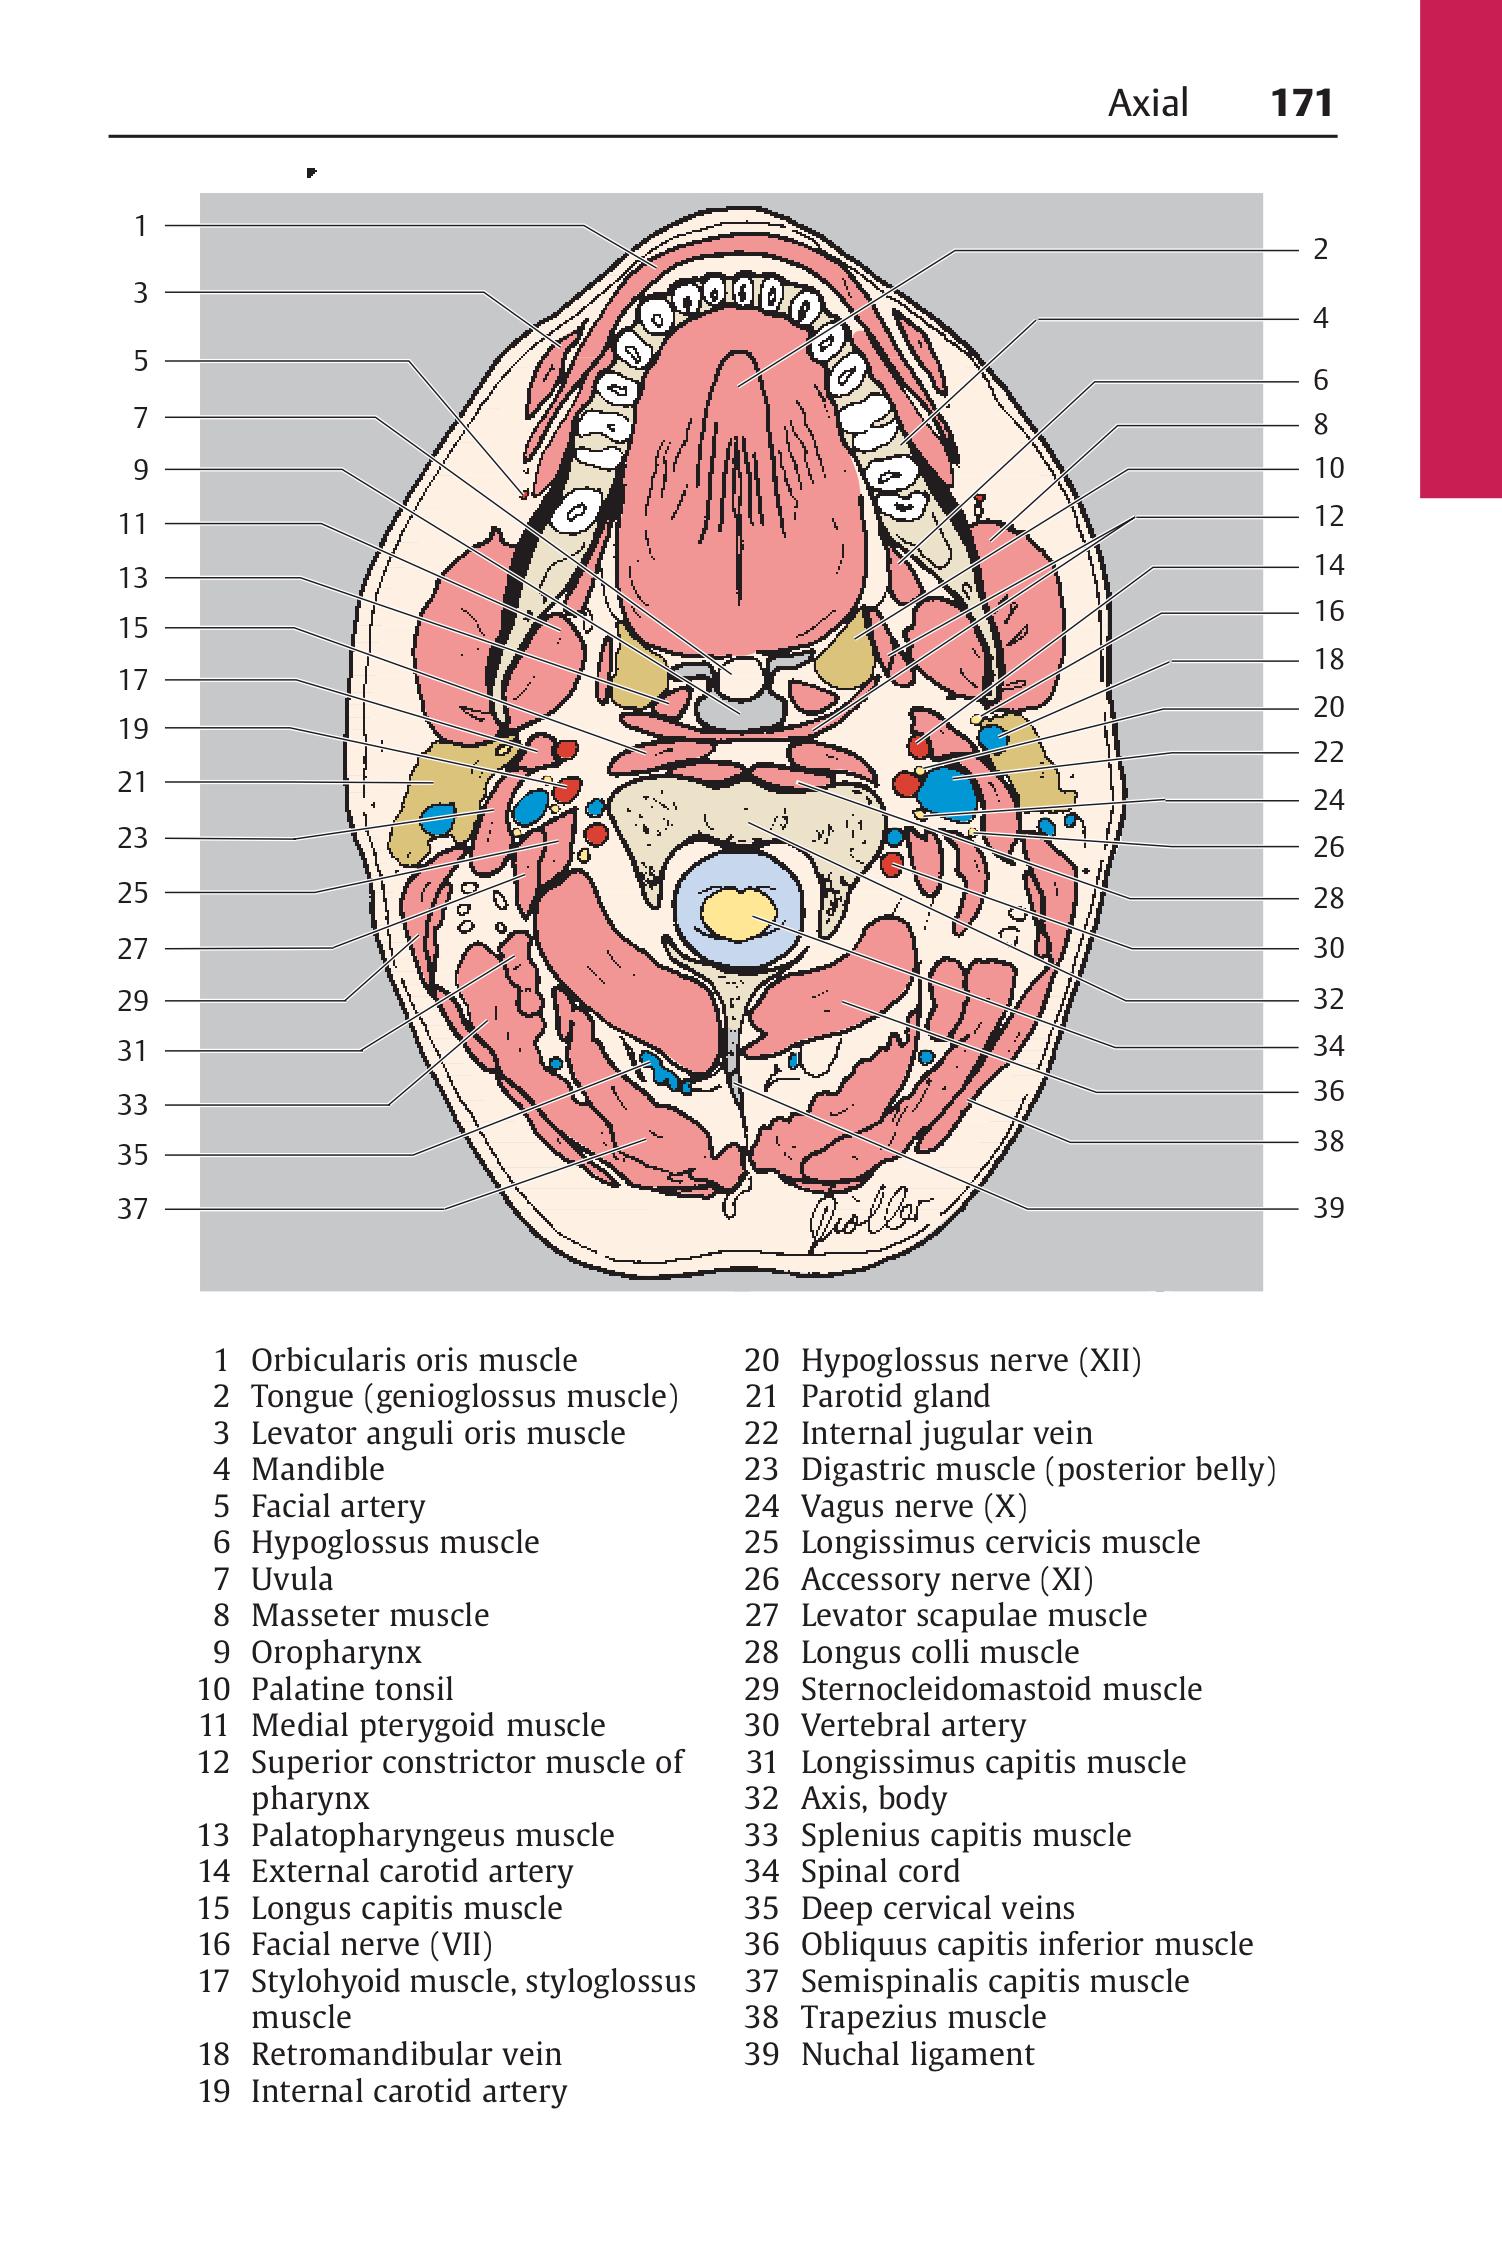 Axial 171
1
2
3
4
5
6
7
8
9
10
11
12
13
14
15
16
17
18
19
20
21
22
23
24
25
26
27
28
29
30
31
32
33
34
35
36
37
38
39
1 Orbicularis oris muscle
2 Tongue (genioglossus muscle)
3 Levator anguli oris muscle
4 Mandible
5 Facial artery
6 Hypoglossus muscle
7 Uvula
8 Masseter muscle
9 Oropharynx
10 Palatine tonsil
11 Medial pterygoid muscle
12 Superior constrictor muscle of
pharynx
13 Palatopharyngeus muscle
14 External carotid artery
15 Longus capitis muscle
16 Facial nerve (VII)
17 Stylohyoid muscle, styloglossus
muscle
18 Retromandibular vein
19 Internal carotid artery
20 Hypoglossus nerve (XII)
21 Parotid gland
22 Internal jugular vein
23 Digastric muscle (posterior belly)
24 Vagus nerve (X)
25 Longissimus cervicis muscle
26 Accessory nerve (XI)
27 Levator scapulae muscle
28 Longus colli muscle
29 Sternocleidomastoid muscle
30 Vertebral artery
31 Longissimus capitis muscle
32 Axis, body
33 Splenius capitis muscle
34 Spinal cord
35 Deep cervical veins
36 Obliquus capitis inferior muscle
37 Semispinalis capitis muscle
38 Trapezius muscle
39 Nuchal ligament